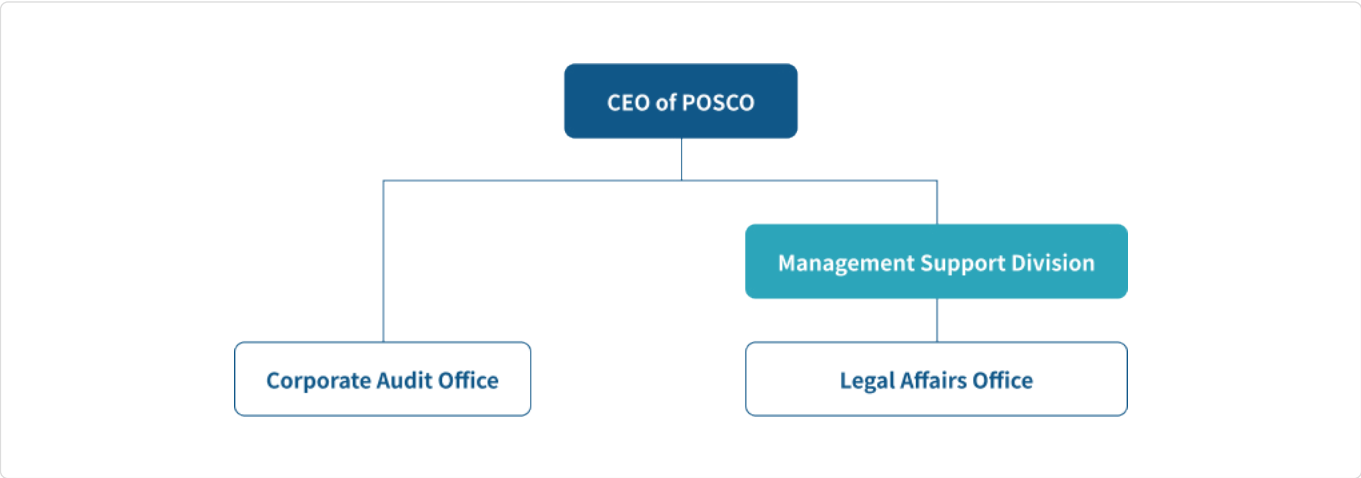 CEO of POSCO
Management Support Division
Corporate Audit Office
Legal Affairs Office